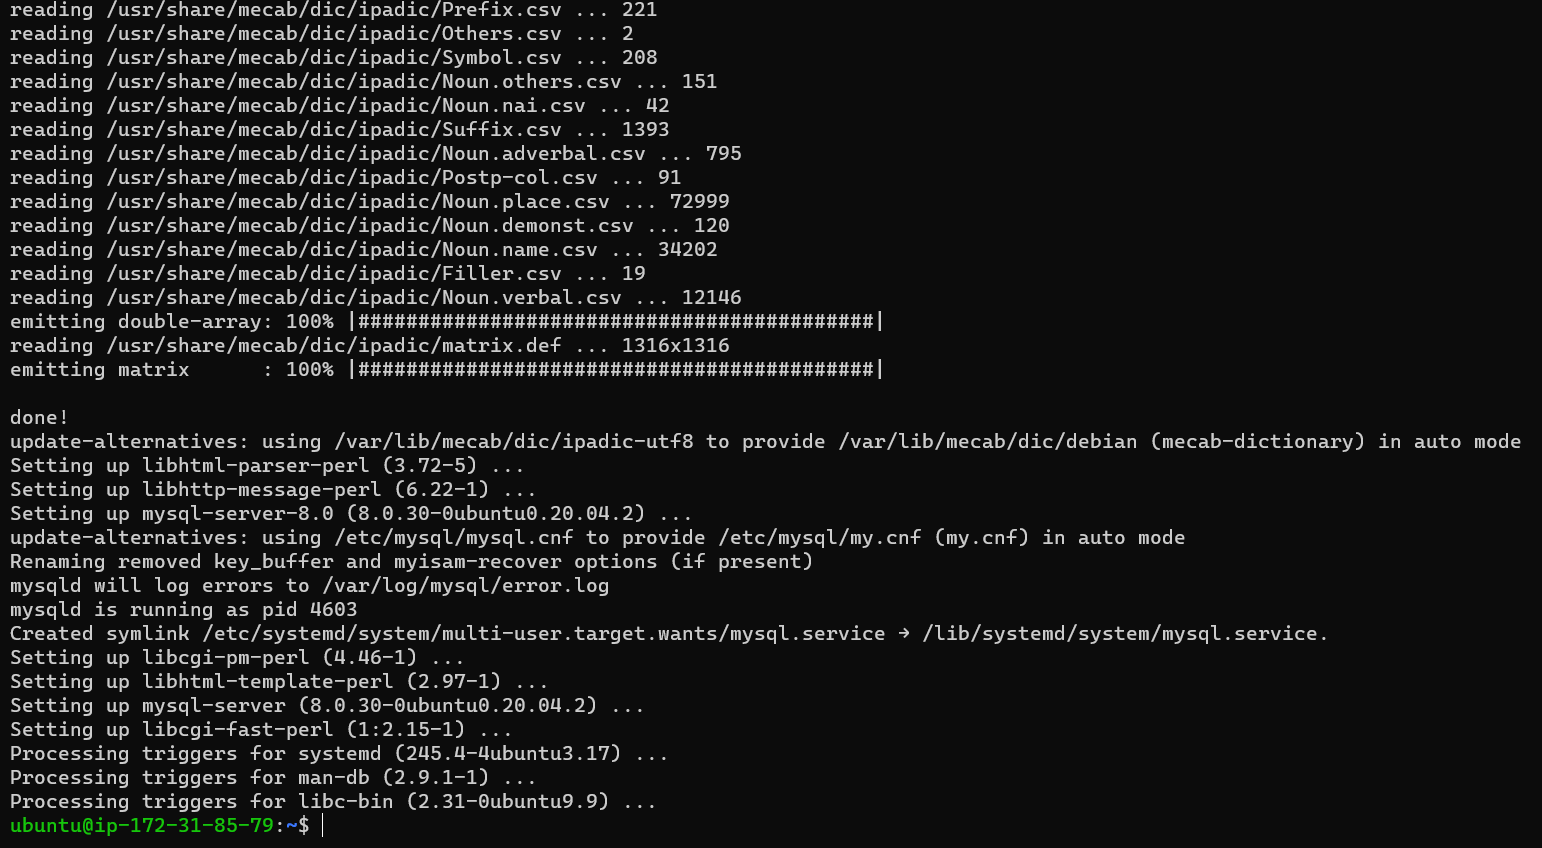 reading /usr/share/mecab/dic/ipadic/Prefix.csv ... 221
reading /usr/share/mecab/dic/ipadic/Others.csv ... 2
reading /usr/share/mecab/dic/ipadic/Symbol.csv ... 208
reading /usr/share/mecab/dic/ipadic/Noun.others.csv ... 151
reading /usr/share/mecab/dic/ipadic/Noun.nai.csv ... 42
reading /usr/share/mecab/dic/ipadic/Suffix.csv ... 1393
reading /usr/share/mecab/dic/ipadic/Noun.adverbal.csv ... 795
reading /usr/share/mecab/dic/ipadic/Postp-col.csv ... 91
reading /usr/share/mecab/dic/ipadic/Noun.place.csv ... 72999
reading /usr/share/mecab/dic/ipadic/Noun.demonst.csv ... 120
reading /usr/share/mecab/dic/ipadic/Noun.name.csv ... 34202
reading /usr/share/mecab/dic/ipadic/Filler.csv ... 19
reading /usr/share/mecab/dic/ipadic/Noun.verbal.csv ... 12146
emitting double-array: 100% |###########################################|
reading /usr/share/mecab/dic/ipadic/matrix.def ... 1316x1316
emitting matrix      : 100% |###########################################|

done!
update-alternatives: using /var/lib/mecab/dic/ipadic-utf8 to provide /var/lib/mecab/dic/debian (mecab-dictionary) in auto mode
Setting up libhtml-parser-perl (3.72-5) ...
Setting up libhttp-message-perl (6.22-1) ...
Setting up mysql-server-8.0 (8.0.30-0ubuntu0.20.04.2) ...
update-alternatives: using /etc/mysql/mysql.cnf to provide /etc/mysql/my.cnf (my.cnf) in auto mode
Renaming removed key_buffer and myisam-recover options (if present)
mysqld will log errors to /var/log/mysql/error.log
mysqld is running as pid 4603
Created symlink /etc/systemd/system/multi-user.target.wants/mysql.service → /lib/systemd/system/mysql.service.
Setting up libcgi-pm-perl (4.46-1) ...
Setting up libhtml-template-perl (2.97-1) ...
Setting up mysql-server (8.0.30-0ubuntu0.20.04.2) ...
Setting up libcgi-fast-perl (1:2.15-1) ...
Processing triggers for systemd (245.4-4ubuntu3.17) ...
Processing triggers for man-db (2.9.1-1) ...
Processing triggers for libc-bin (2.31-0ubuntu9.9) ...
ubuntu@ip-172-31-85-79:~$